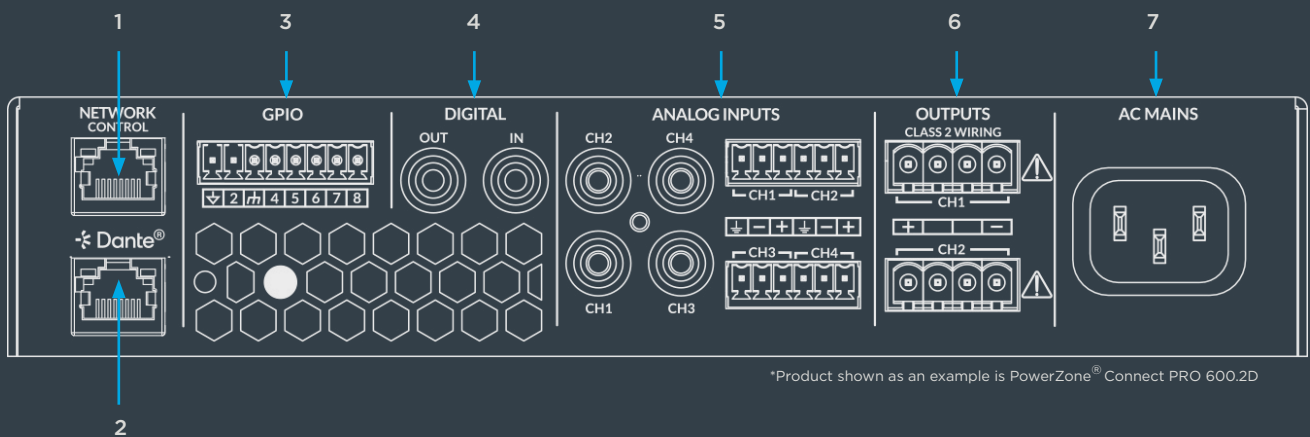 1
3
4
5
6
7
NETWORK
CONTROL
GPIO
DIGITAL
ANALOG INPUTS
OUTPUTS
CLASS 2 WIRING
AC MAINS
OUT
IN
CH2
CH4
CH1
CH2
CH1
2
4
5
6
7
8
- + - +
+ -
Dante®
CH3
CH4
CH2
CH1
CH3
*Product shown as an example is PowerZone® Connect PRO 600.2D
2